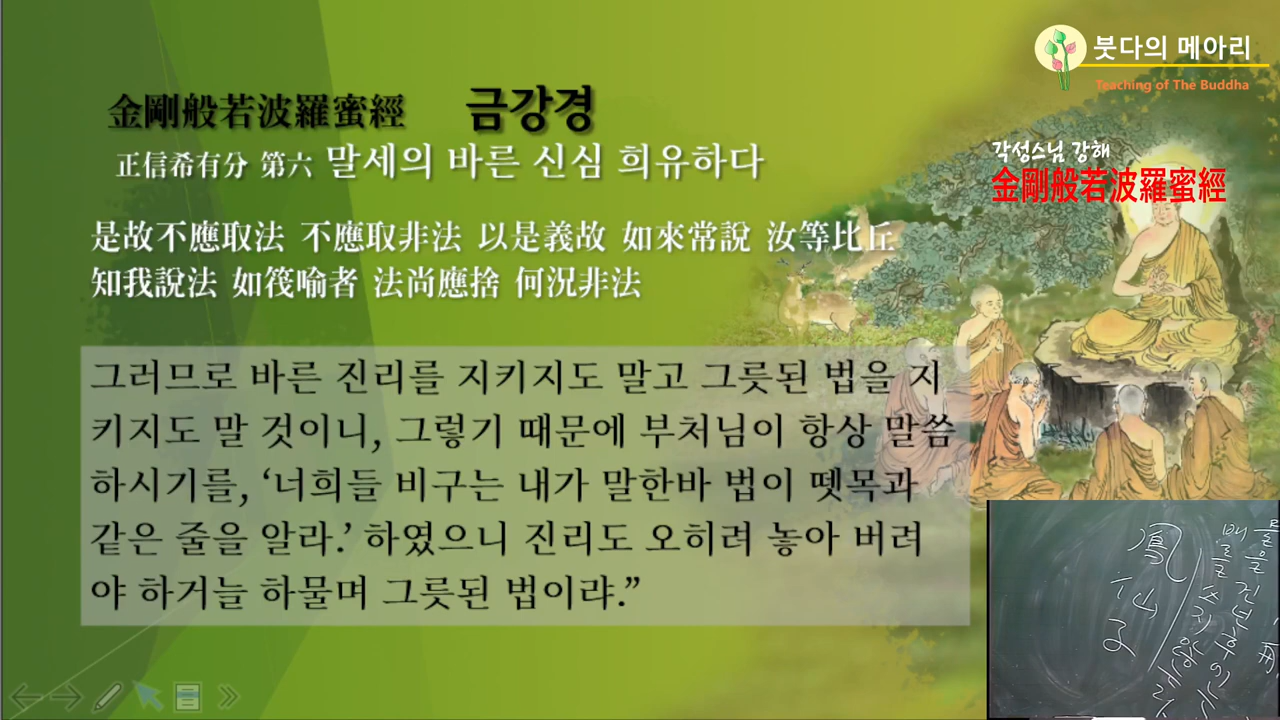 붓다의 메아리
Teaching of The Buddha
金剛般若波羅蜜經 금강경
正信希有分 第六 말세의 바른 신심 희유하다
각성스님 강해
金剛般若波羅蜜經
是故不應取法 不應取非法 以是義故 如來常說 汝等比丘
知我說法 如筏喻者 法尚應捨 何況非法
그러므로 바른 진리를 지키지도 말고 그릇된 법을 지
키지도 말 것이니, 그렇기 때문에 부처님이 항상 말씀
하시기를, ‘너희들 비구는 내가 말한바 법이 뗏목과
같은 줄을 알라.’ 하였으니 진리도 오히려 놓아 버려
야 하거늘 하물며 그릇된 법이랴.”